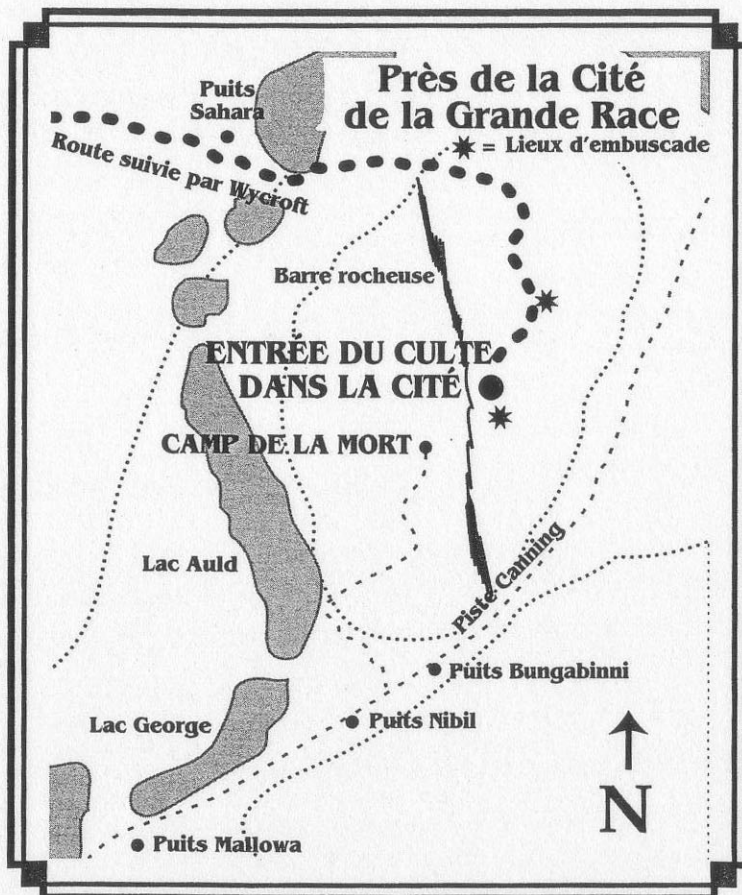 Près de la Cité
de la Grande Race
✷ = Lieux d'embuscade
Puits
Sahara
Route suivie par Wycroft
Barre rocheuse
ENTRÉE DU CULTE
DANS LA CITÉ
CAMP DE LA MORT
Lac Auld
Piste Canning
Puits Bungabinni
Lac George
Puits Nibil
N
Puits Mallowa